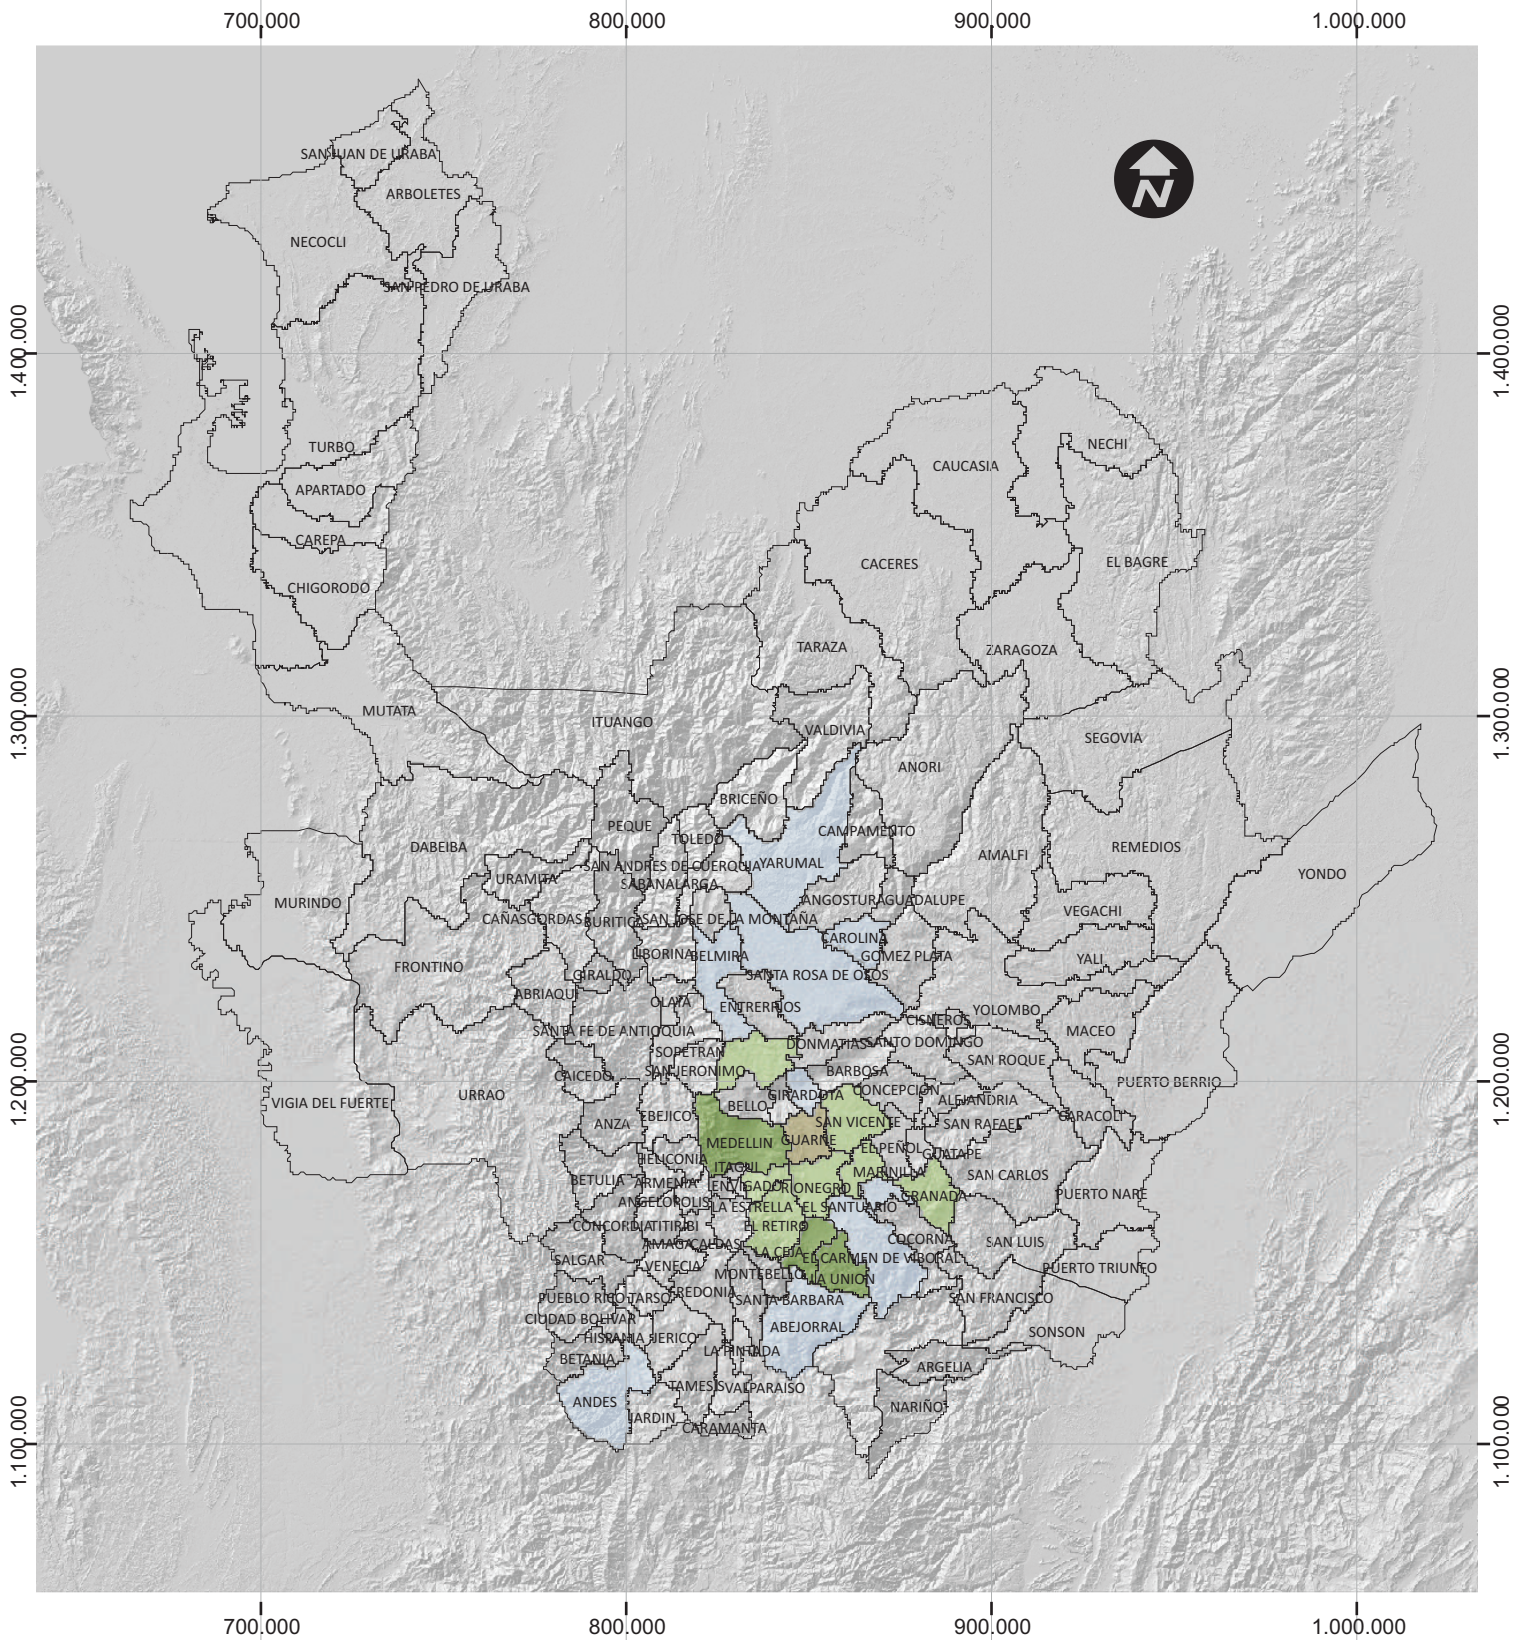 700.000
800.000
900.000
1.000.000
SAN JUAN DE URABA
ARBOLETES
N
NECOCLI
SAN PEDRO DE URABA
1.400.000
1.400.000
TURBO
NECHI
CAUCASIA
APARTADO
CAREPA
CACERES
EL BAGRE
CHIGORODO
TARAZA
ZARAGOZA
MUTATA
ITUANGO
1.300.000
1.300.000
VALDIVIA
SEGOVIA
ANORI
BRICEÑO
PEQUE
CAMPAMENTO
TOLEDO
DABEIBA
AMALFI
REMEDIOS
SAN ANDRES DE CUERQUIA
YARUMAL
YONDO
URAMITA
SABANALARGA
MURINDO
ANGOSTURA
GUADALUPE
VEGACHI
CAÑASGORDAS
BURITICA
SAN JOSE DE LA MONTAÑA
CAROLINA
LIBORINA
BELMIRA
GOMEZ PLATA
YALI
FRONTINO
GIRALDO
SANTA ROSA DE OSOS
ABRIAQUI
OLAYA
ENTRERRIOS
YOLOMBO
CISNEROS
SANTA FE DE ANTIOQUIA
MACEO
DONMATIAS
SANTO DOMINGO
SOPETRAN
SAN ROQUE
SAN JERONIMO
BARBOSA
CAICEDO
PUERTO BERRIO
1.200.000
1.200.000
URRAO
GIRARDOTA
CONCEPCION
ALEJANDRIA
VIGIA DEL FUERTE
BELLO
EBEJICO
CARACOLI
ANZA
SAN VICENTE
SAN RAFAEL
MEDELLIN
GUARNE
EL PEÑOL
GUATAPE
HELICONIA
ITAGUI
MARINILLA
SAN CARLOS
BETULIA
ARMENIA
ENVIGADO
RIONEGRO
GRANADA
PUERTO NARE
ANGELOPOLIS
LA ESTRELLA
EL SANTUARIO
CONCORDIA
TITIRIBI
EL RETIRO
COCORNA
SAN LUIS
AMAGA
CALDAS
LA CEJA
EL CARMEN DE VIBORAL
SALGAR
VENECIA
MONTEBELLO
LA UNION
PUERTO TRIUNFO
PUEBLO RICO
TARSO
FREDONIA
SANTA BARBARA
SAN FRANCISCO
CIUDAD BOLIVAR
ABEJORRAL
SONSON
HISPANIA
JERICO
BETANIA
LA PINTADA
ARGELIA
TAMESIS
VALPARAISO
ANDES
NARIÑO
JARDIN
CARAMANTA
1.100.000
1.100.000
700.000
800.000
900.000
1.000.000